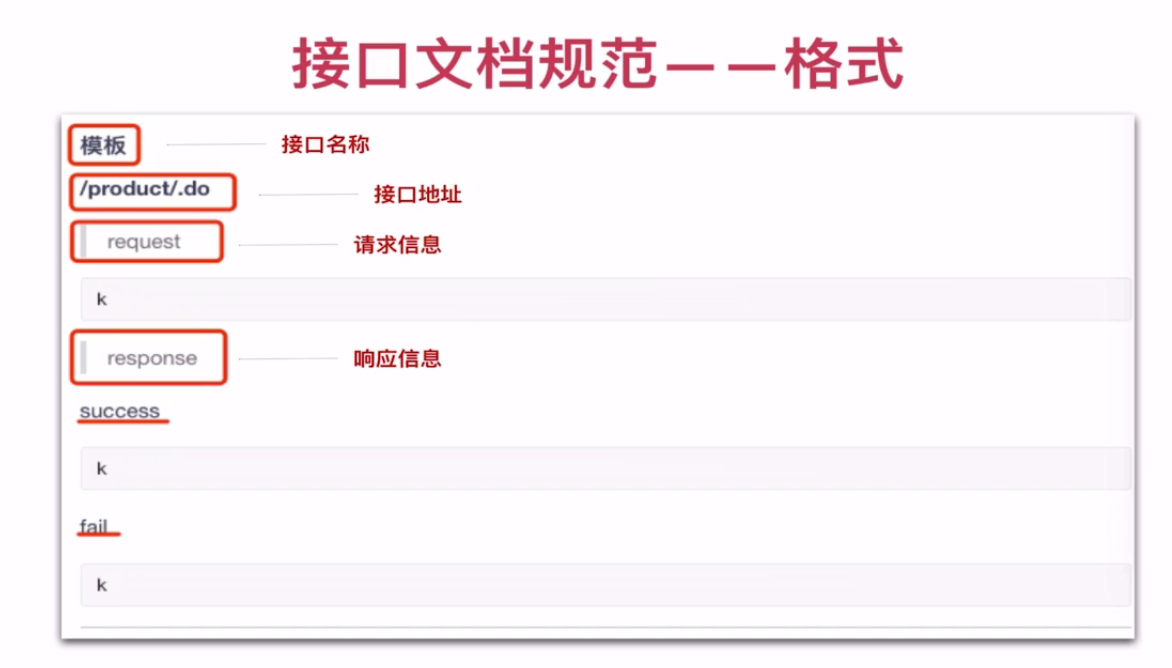 接口文档规范——格式
模板 接口名称
/product/.do 接口地址
request 请求信息
k
response 响应信息
success
k
fail
k